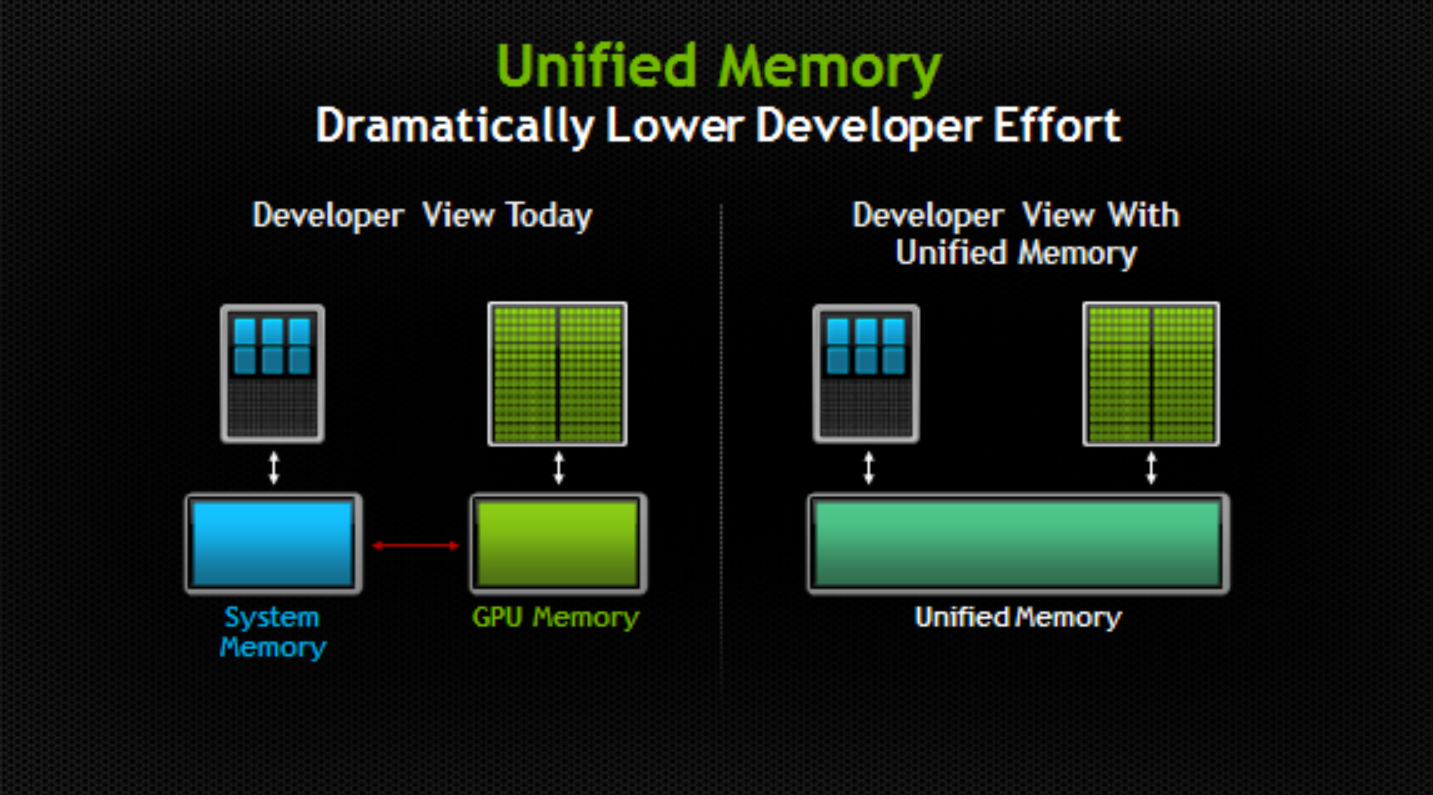 Unified Memory
Dramatically Lower Developer Effort
Developer View Today
System
Memory
GPU Memory
Developer View With
Unified Memory
Unified Memory